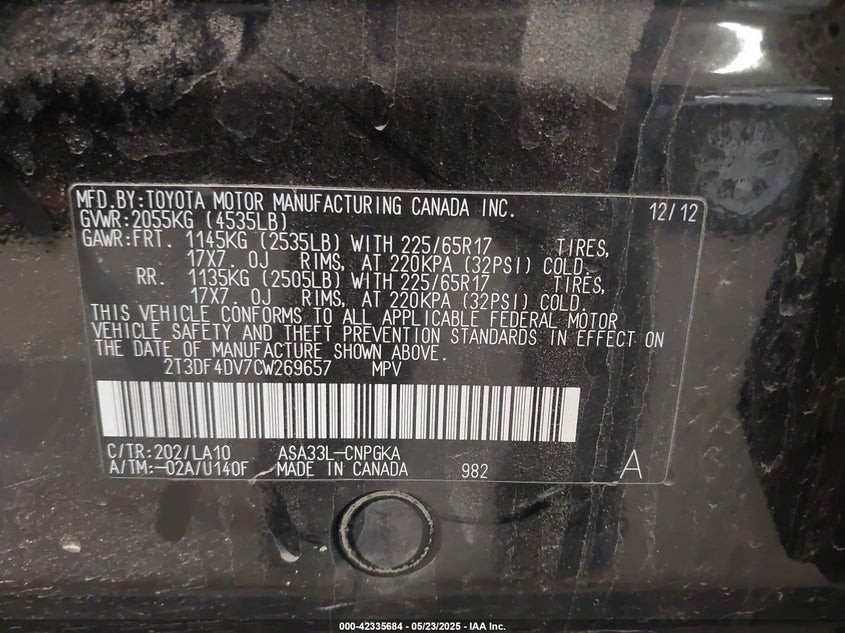 MFD.BY:TOYOTA MOTOR MANUFACTURING CANADA INC. 12/12
GVWR:2055KG (4535LB)
GAWR:FRT. 1145KG (2535LB) WITH 225/65R17 TIRES,
17X7. 0J RIMS, AT 220KPA (32PSI) COLD.
RR. 1135KG (2505LB) WITH 225/65R17 TIRES,
17X7. 0J RIMS, AT 220KPA (32PSI) COLD.
THIS VEHICLE CONFORMS TO ALL APPLICABLE FEDERAL MOTOR
VEHICLE SAFETY AND THEFT PREVENTION STANDARDS IN EFFECT ON
THE DATE OF MANUFACTURE SHOWN ABOVE.
2T3DF4DV7CW269657 MPV
C/TR:202/LA10 ASA33L-CNPGKA
A/TM:-02A/U140F MADE IN CANADA 982 A
000-42335684 - 05/23/2025 - IAA Inc.